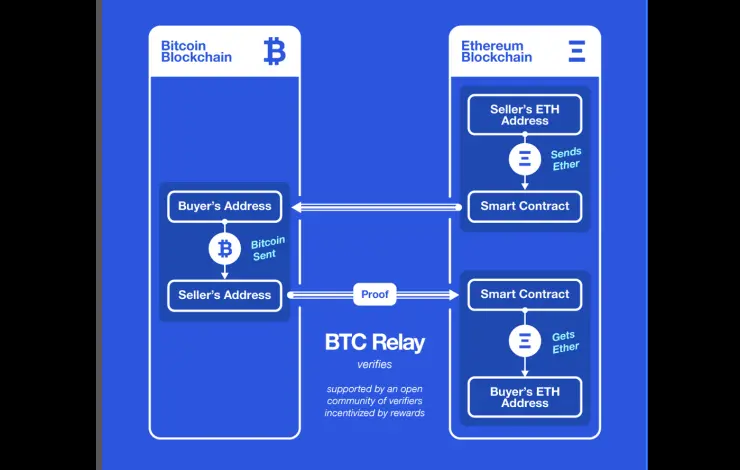 Bitcoin
Blockchain
Ethereum
Blockchain
Seller's ETH
Address
Sends
Ether
Smart Contract
Buyer's Address
Bitcoin
Sent
Seller's Address
Proof
Smart Contract
Gets
Ether
Buyer's ETH
Address
BTC Relay
verifies
supported by an open
community of verifiers
incentivized by rewards